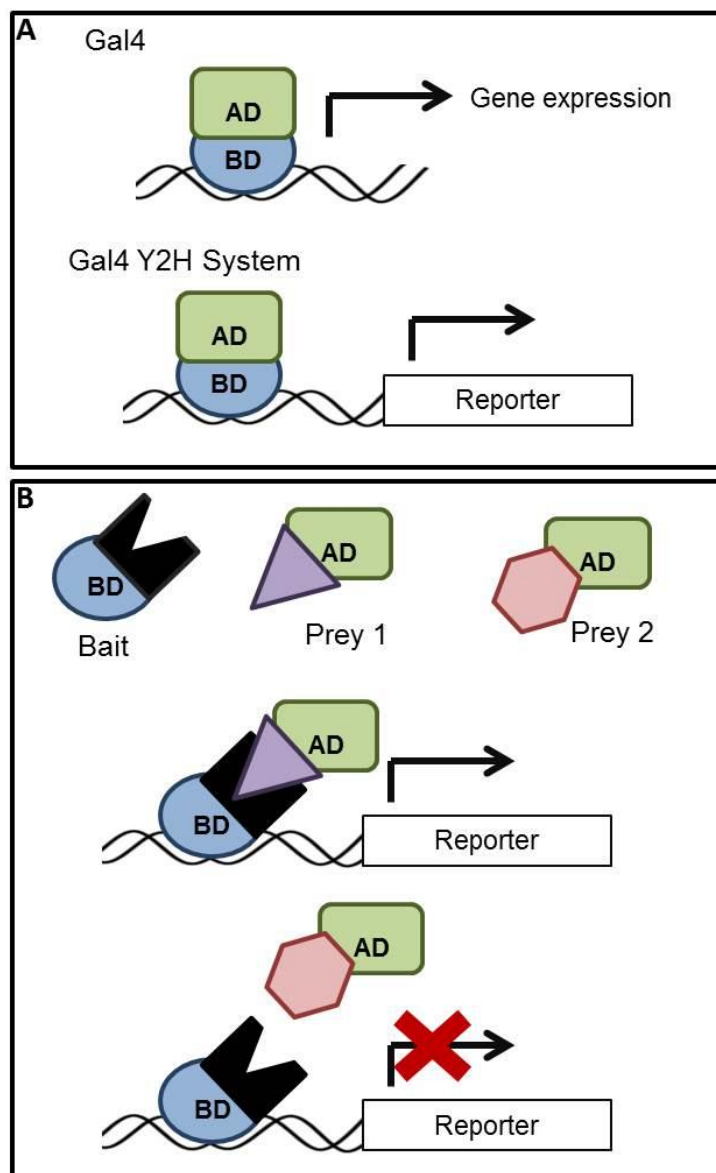 A
Gal4
AD
BD
Gene expression
Gal4 Y2H System
AD
BD
Reporter
B
BD
Bait
AD
Prey 1
AD
Prey 2
AD
BD
Reporter
AD
BD
Reporter